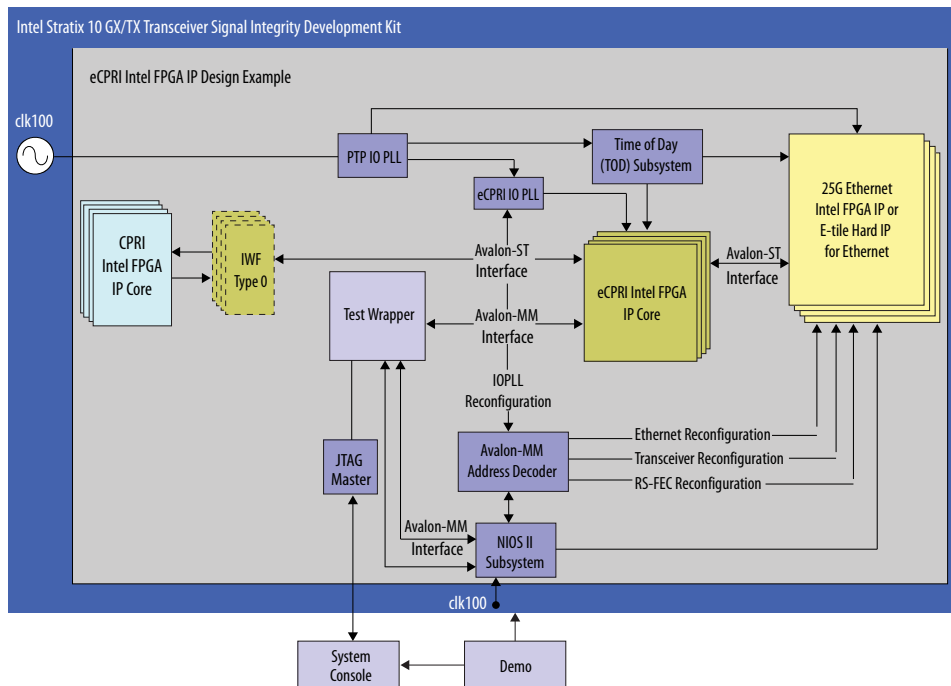 Intel Stratix 10 GX/TX Transceiver Signal Integrity Development Kit
eCPRI Intel FPGA IP Design Example
clk100
PTP IO PLL
Time of Day
(TOD) Subsystem
25G Ethernet
Intel FPGA IP or
E-tile Hard IP
for Ethernet
eCPRI IO PLL
CPRI
Intel FPGA
IP Core
IWF
Type 0
Avalon-ST
Interface
eCPRI Intel FPGA
IP Core
Avalon-ST
Interface
Test Wrapper
Avalon-MM
Interface
IOPLL
Reconfiguration
JTAG
Master
Avalon-MM
Address Decoder
Ethernet Reconfiguration
Transceiver Reconfiguration
RS-FEC Reconfiguration
Avalon-MM
Interface
NIOS II
Subsystem
clk100
System
Console
Demo